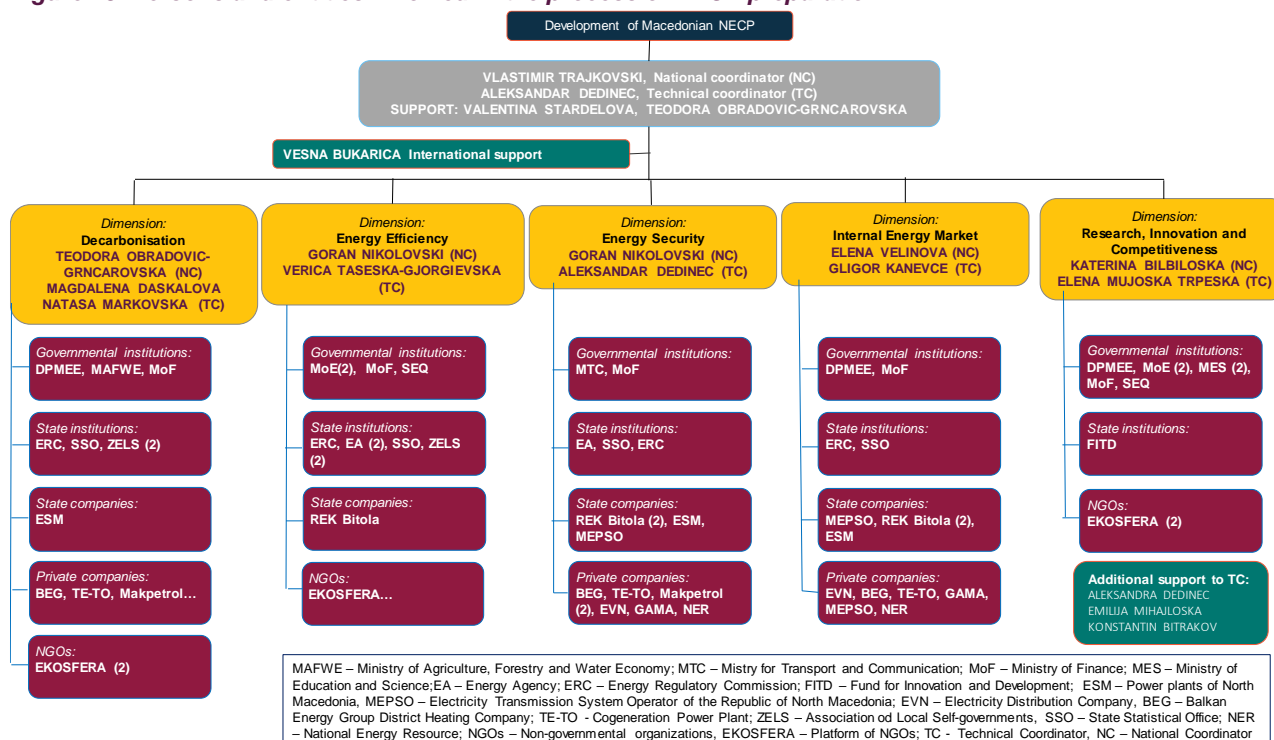 Development of Macedonian NECP
VLASTIMIR TRAJKOVSKI, National coordinator (NC)
ALEKSANDAR DEDINEC, Technical coordinator (TC)
SUPPORT: VALENTINA STARDELOVA, TEODORA OBRADOVIC-GRNCAROVSKA
VESNA BUKARICA International support
Dimension:
Decarbonisation
TEODORA OBRADOVIC-
GRNCAROVSKA (NC)
MAGDALENA DASKALOVA
NATASA MARKOVSKA (TC)
Governmental institutions:
DPMEE, MAFWE, MoF
State institutions:
ERC, SSO, ZELS (2)
State companies:
ESM
Private companies:
BEG, TE-TO, Makpetrol...
NGOs:
EKOSFERA (2)
Dimension:
Energy Efficiency
GORAN NIKOLOVSKI (NC)
VERICA TASESKA-GJORGIEVSKA
(TC)
Governmental institutions:
MoE(2), MoF, SEQ
State institutions:
ERC, EA (2), SSO, ZELS
(2)
State companies:
REK Bitola
NGOs:
EKOSFERA...
Dimension:
Energy Security
GORAN NIKOLOVSKI (NC)
ALEKSANDAR DEDINEC (TC)
Governmental institutions:
MTC, MoF
State institutions:
EA, SSO, ERC
State companies:
REK Bitola (2), ESM,
MEPSO
Private companies:
BEG, TE-TO, Makpetrol
(2), EVN, GAMA, NER
Dimension:
Internal Energy Market
ELENA VELINOVA (NC)
GLIGOR KANEVCE (TC)
Governmental institutions:
DPMEE, MoF
State institutions:
ERC, SSO
State companies:
MEPSO, REK Bitola (2),
ESM
Private companies:
EVN, BEG, TE-TO, GAMA,
MEPSO, NER
Dimension:
Research, Innovation and
Competitiveness
KATERINA BILBILOSKA (NC)
ELENA MUJOSKA TRPESKA (TC)
Governmental institutions:
DPMEE, MoE (2), MES (2),
MoF, SEQ
State institutions:
FITD
NGOs:
EKOSFERA (2)
Additional support to TC:
ALEKSANDRA DEDINEC
EMILIJA MIHAJLOSKA
KONSTANTIN BITRAKOV
MAFWE – Ministry of Agriculture, Forestry and Water Economy; MTC – Mistry for Transport and Communication; MoF – Ministry of Finance; MES – Ministry of
Education and Science;EA – Energy Agency; ERC – Energy Regulatory Commission; FITD – Fund for Innovation and Development; ESM – Power plants of North
Macedonia, MEPSO – Electricity Transmission System Operator of the Republic of North Macedonia; EVN – Electricity Distribution Company, BEG – Balkan
Energy Group District Heating Company; TE-TO - Cogeneration Power Plant; ZELS – Association od Local Self-governments, SSO – State Statistical Office; NER
– National Energy Resource; NGOs – Non-governmental organizations, EKOSFERA – Platform of NGOs; TC - Technical Coordinator, NC – National Coordinator